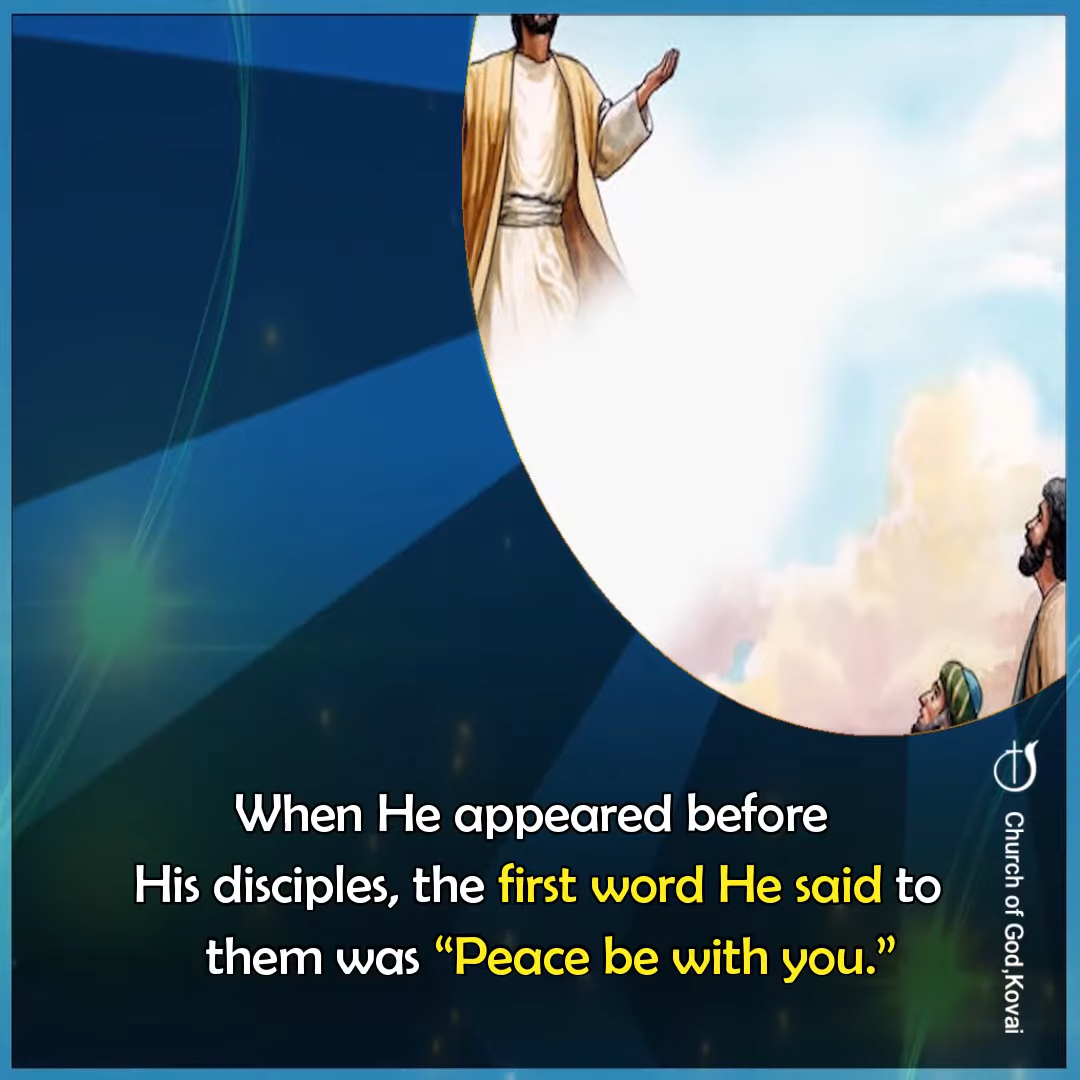 When He appeared before
His disciples, the first word He said to
them was “Peace be with you.”
Church of God,Kovai